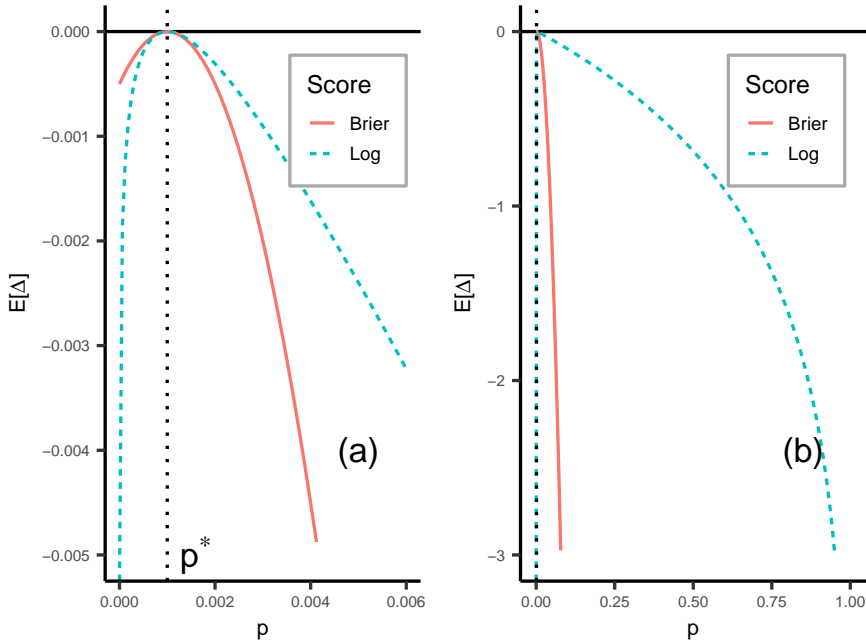 0.000
−0.001
−0.002
−0.003
−0.004
−0.005
E[Δ]
Score
Brier
Log
(a)
p*
0.000 0.002 0.004 0.006
p
0
−1
−2
−3
E[Δ]
Score
Brier
Log
(b)
0.00 0.25 0.50 0.75 1.00
p